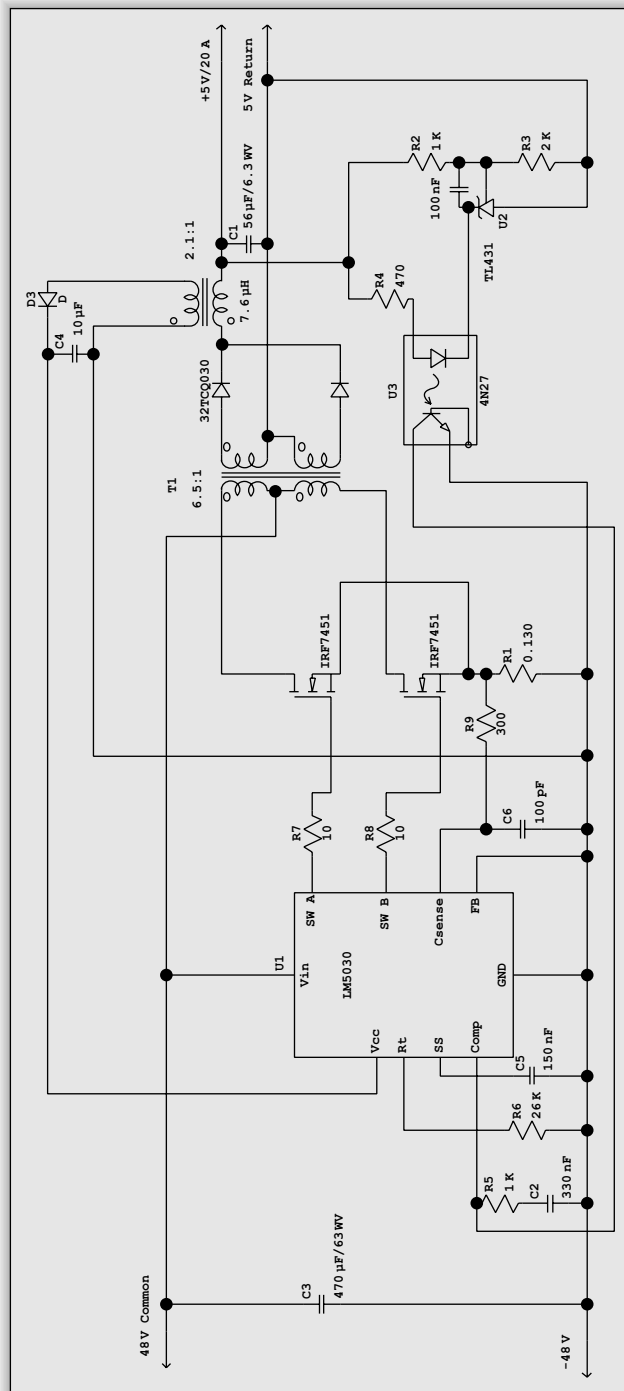 +5V/20 A
5V Return
C1
56 µF/6.3 WV
2.1:1
7.6 µH
D3
D
C4
10 µF
32TCQ030
T1
6.5:1
R2
1 K
R3
2 K
100 nF
U2
TL431
R4
470
U3
4N27
IRF7451
IRF7451
R1
0.130
R9
300
C6
100 pF
R7
10
R8
10
SW A
SW B
Csense
FB
U1
Vin
LM5030
GND
Vcc
Rt
SS
Comp
C5
150 nF
R6
26 K
R5
1 K
C2
330 nF
C3
470 µF/63 WV
48 V Common
-48 V